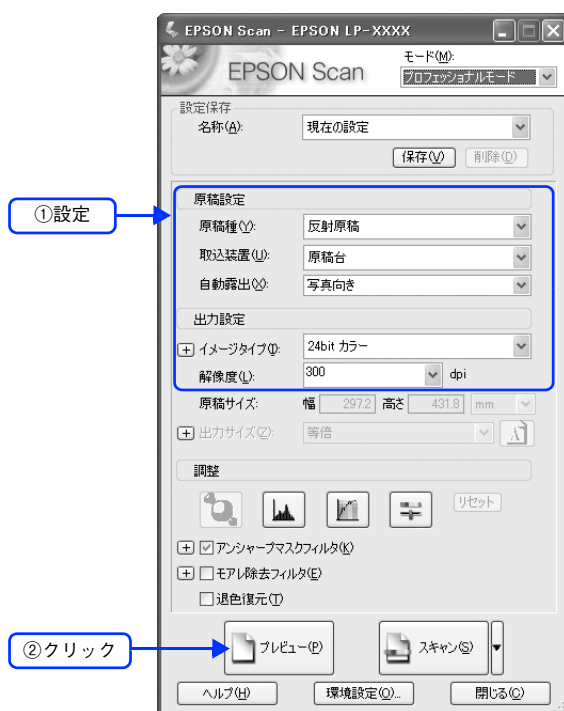 EPSON Scan - EPSON LP-XXXX
EPSON Scan
モード(M):
プロフェッショナルモード
設定保存
名称(A): 現在の設定
保存(V) 削除(D)
①設定
原稿設定
原稿種(Y): 反射原稿
取込装置(U): 原稿台
自動露出(X): 写真向き
出力設定
イメージタイプ(I): 24bit カラー
解像度(L): 300 dpi
原稿サイズ: 幅 297.2 高さ 431.8 mm
出力サイズ(Z): 等倍
調整
リセット
アンシャープマスクフィルタ(K)
モアレ除去フィルタ(E)
退色復元(T)
②クリック
プレビュー(P) スキャン(S)
ヘルプ(H) 環境設定(O)... 閉じる(C)